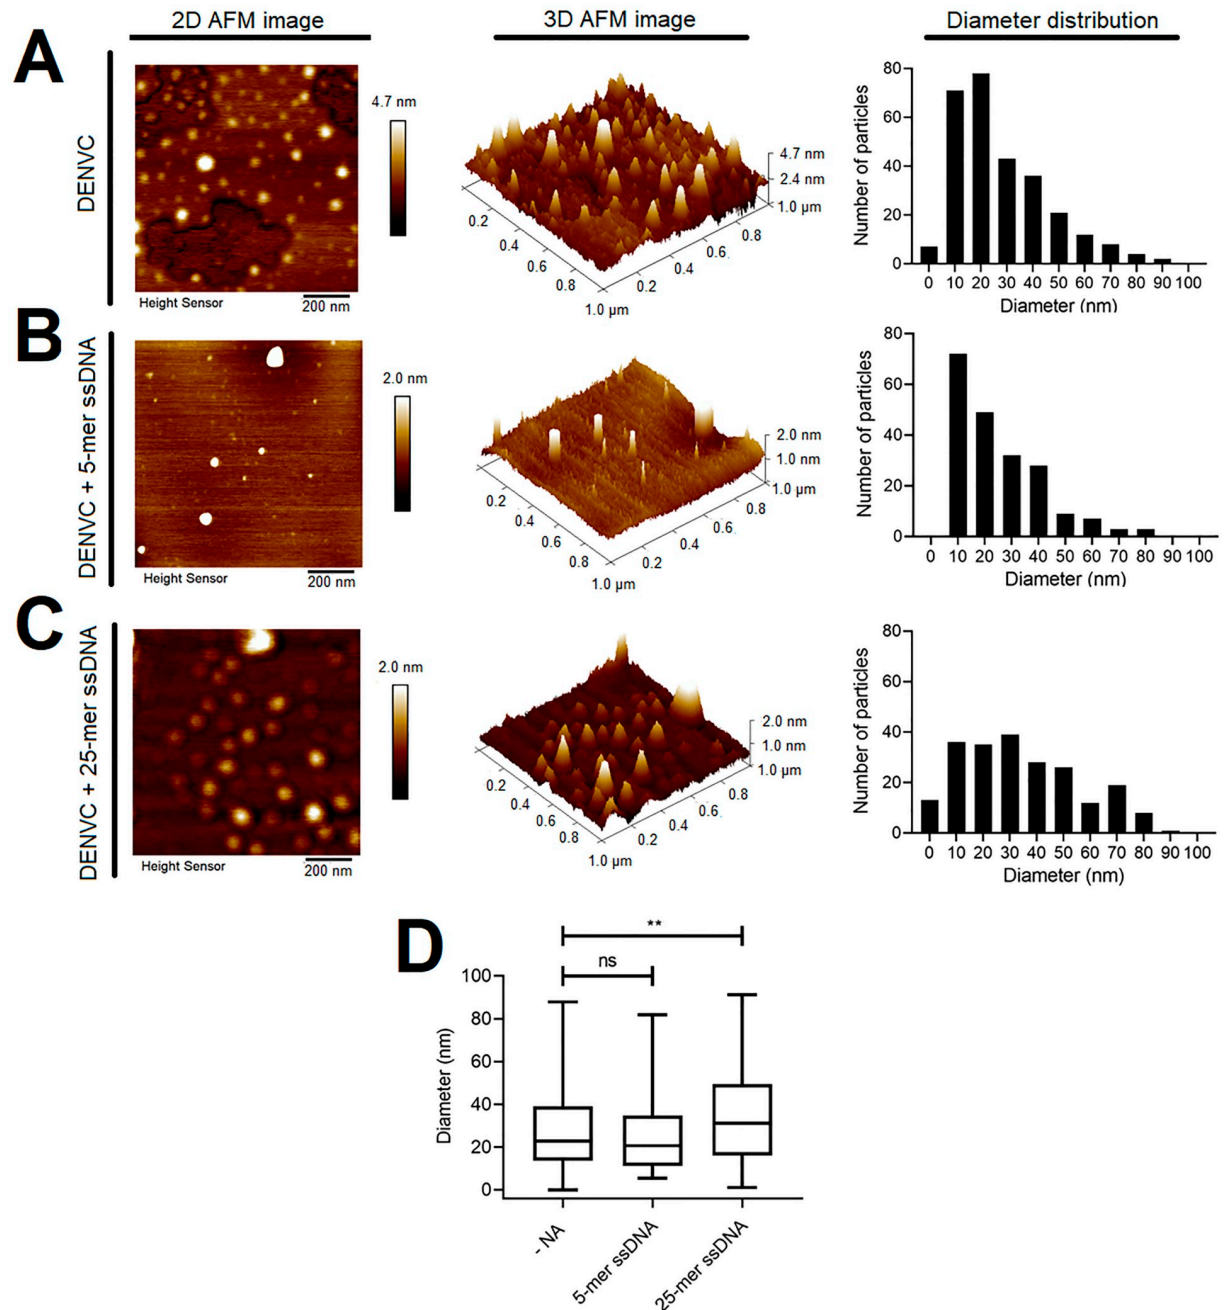 2D AFM image
3D AFM image
Diameter distribution
A
DENVC
4.7 nm
Height Sensor
200 nm
4.7 nm
2.4 nm
1.0 µm
0.2
0.4
0.6
0.8
1.0 µm
0.2
0.4
0.6
0.8
Number of particles
80
60
40
20
0
0 10 20 30 40 50 60 70 80 90 100
Diameter (nm)
B
DENVC + 5-mer ssDNA
2.0 nm
Height Sensor
200 nm
2.0 nm
1.0 nm
1.0 µm
0.2
0.4
0.6
0.8
1.0 µm
0.2
0.4
0.6
0.8
Number of particles
80
60
40
20
0
0 10 20 30 40 50 60 70 80 90 100
Diameter (nm)
C
DENVC + 25-mer ssDNA
2.0 nm
Height Sensor
200 nm
2.0 nm
1.0 nm
1.0 µm
0.2
0.4
0.6
0.8
1.0 µm
0.2
0.4
0.6
0.8
Number of particles
80
60
40
20
0
0 10 20 30 40 50 60 70 80 90 100
Diameter (nm)
D
**
ns
Diameter (nm)
100
80
60
40
20
0
- NA
5-mer ssDNA
25-mer ssDNA